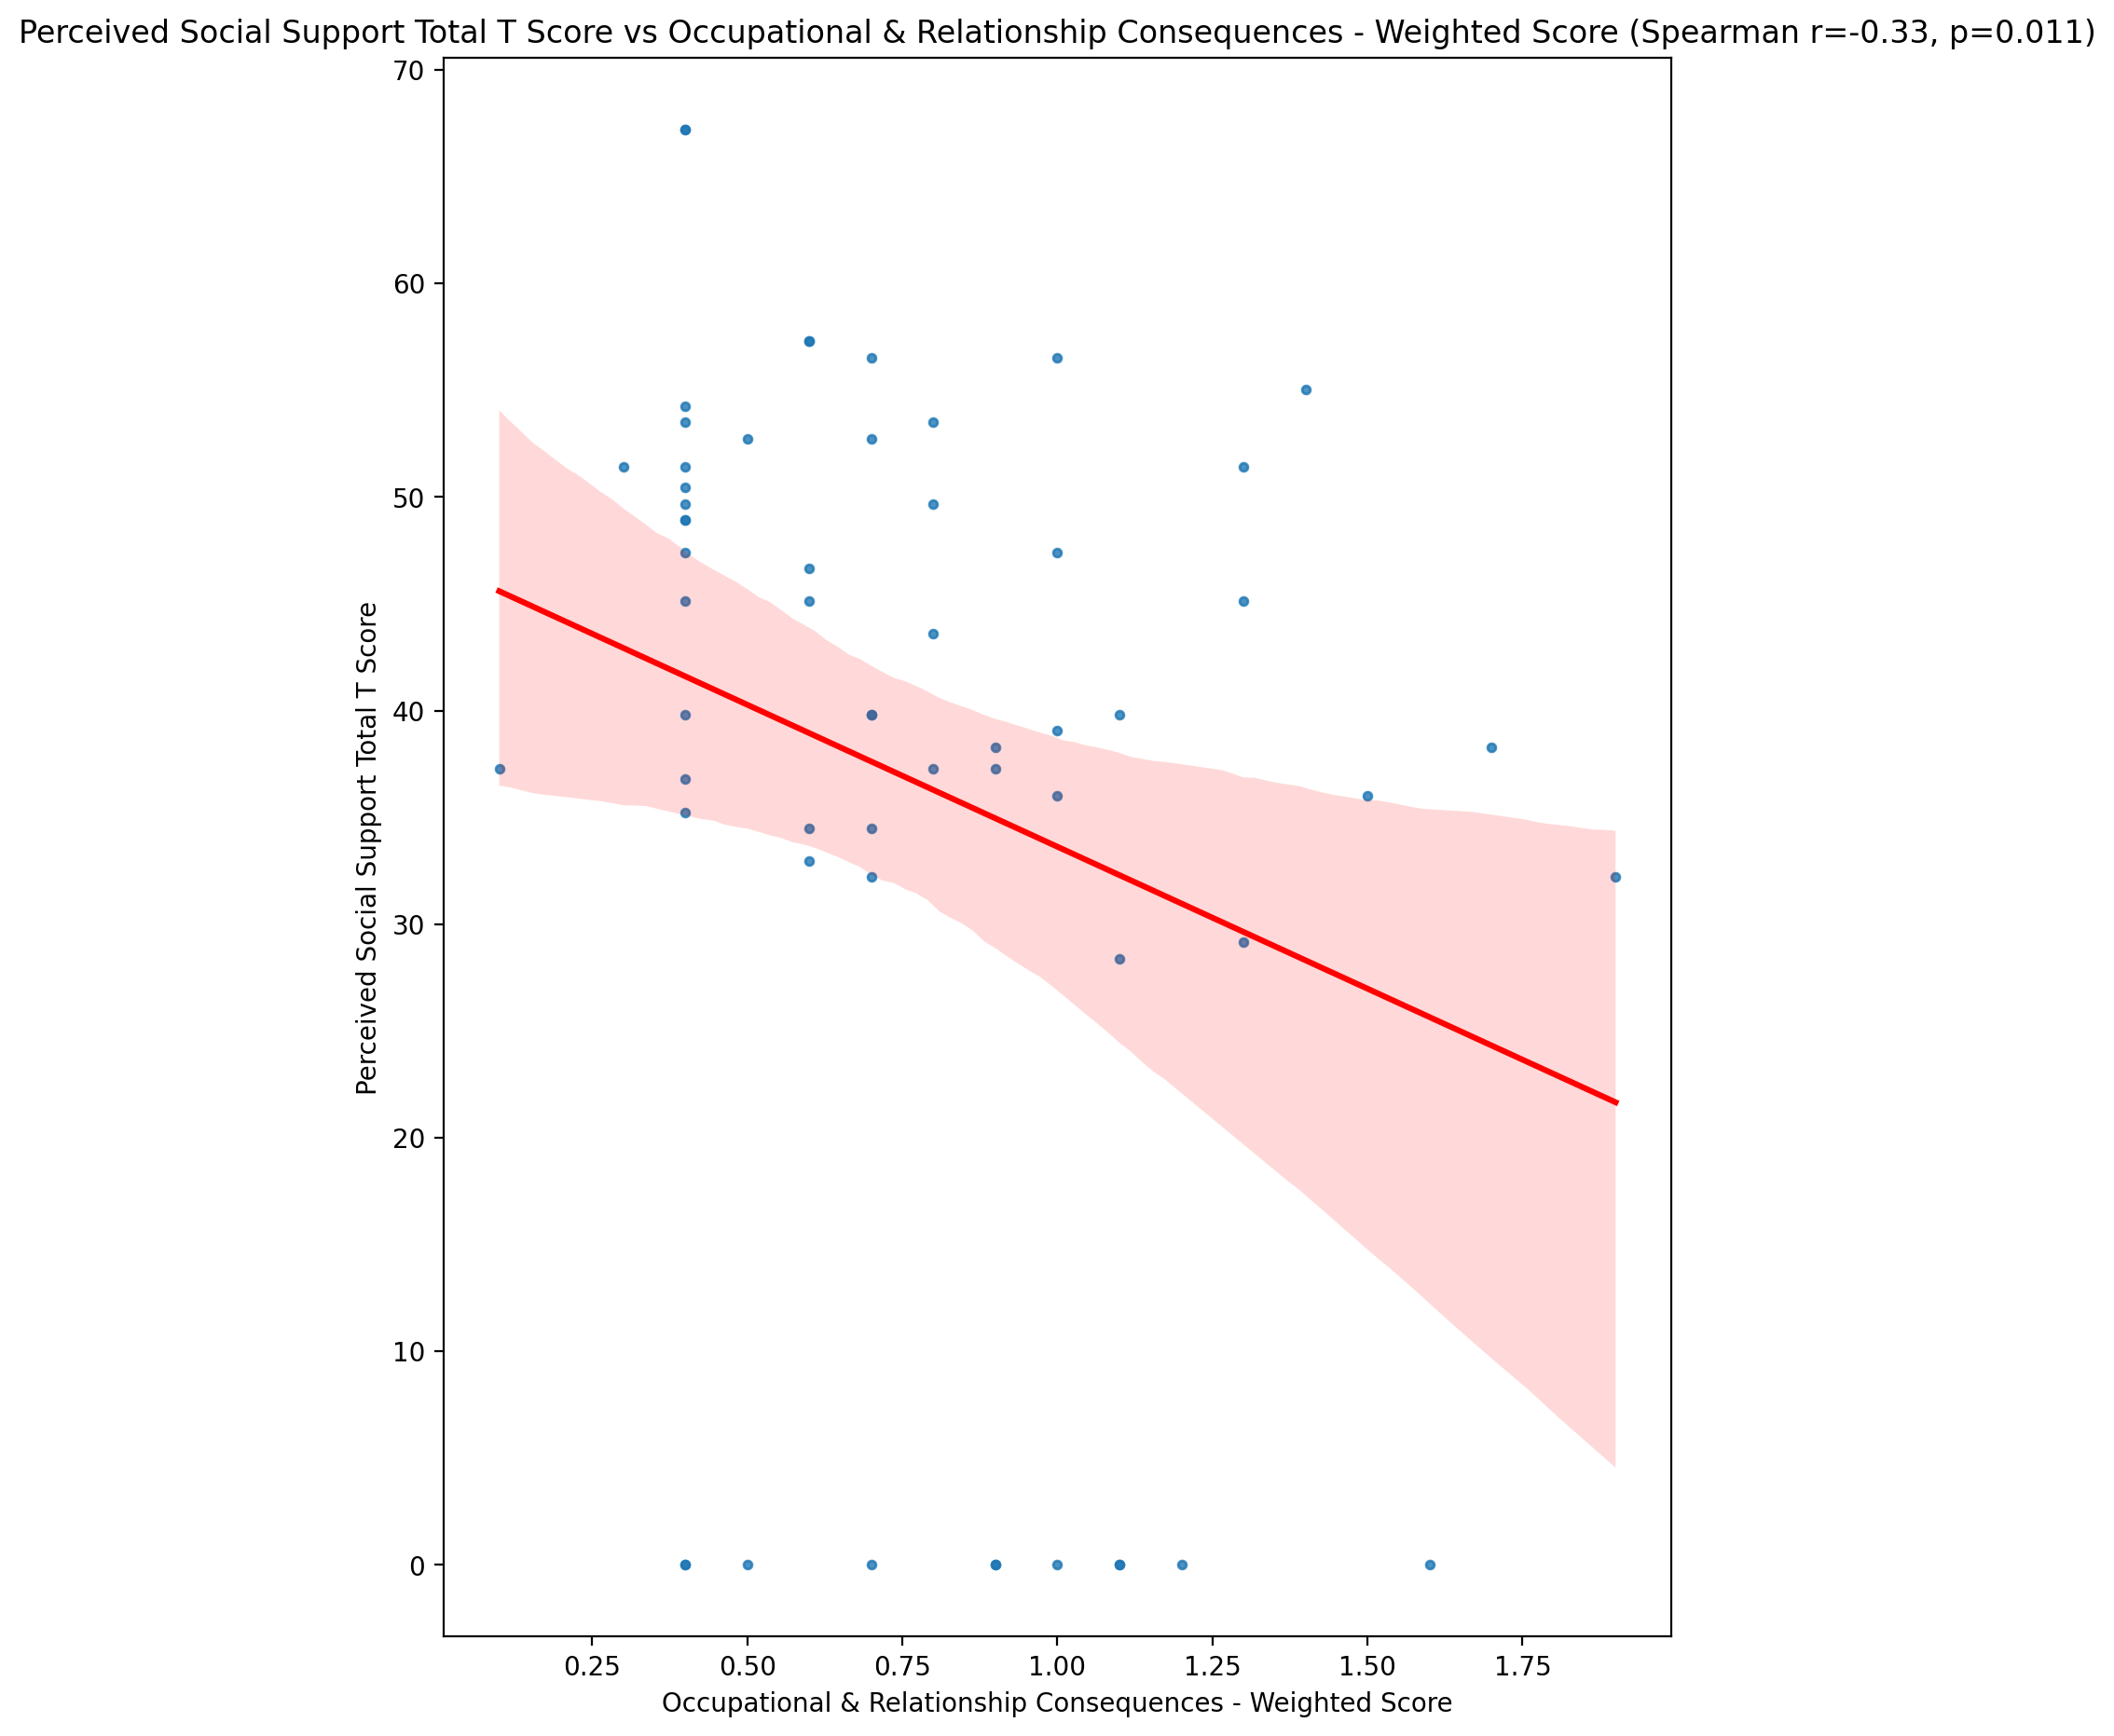 Perceived Social Support Total T Score vs Occupational & Relationship Consequences - Weighted Score (Spearman r=-0.33, p=0.011)
70
60
50
40
30
20
10
0
Perceived Social Support Total T Score
0.25 0.50 0.75 1.00 1.25 1.50 1.75
Occupational & Relationship Consequences - Weighted Score